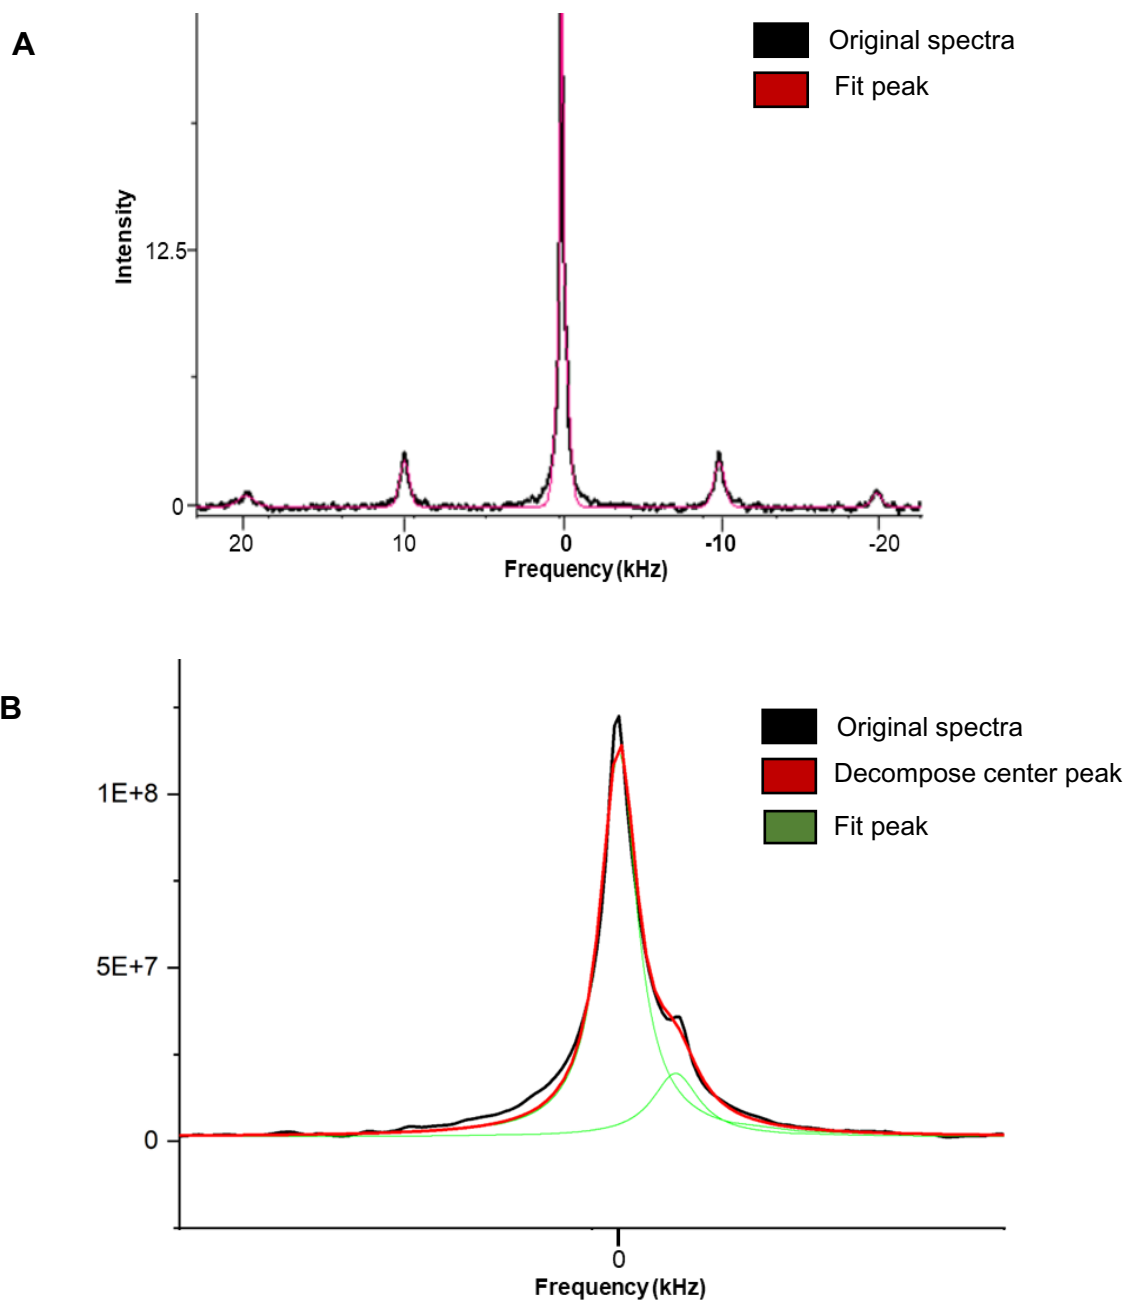 A
Original spectra
Fit peak
Intensity
12.5
0
20 10 0 -10 -20
Frequency (kHz)
B
Original spectra
Decompose center peak
Fit peak
1E+8
5E+7
0
0
Frequency (kHz)